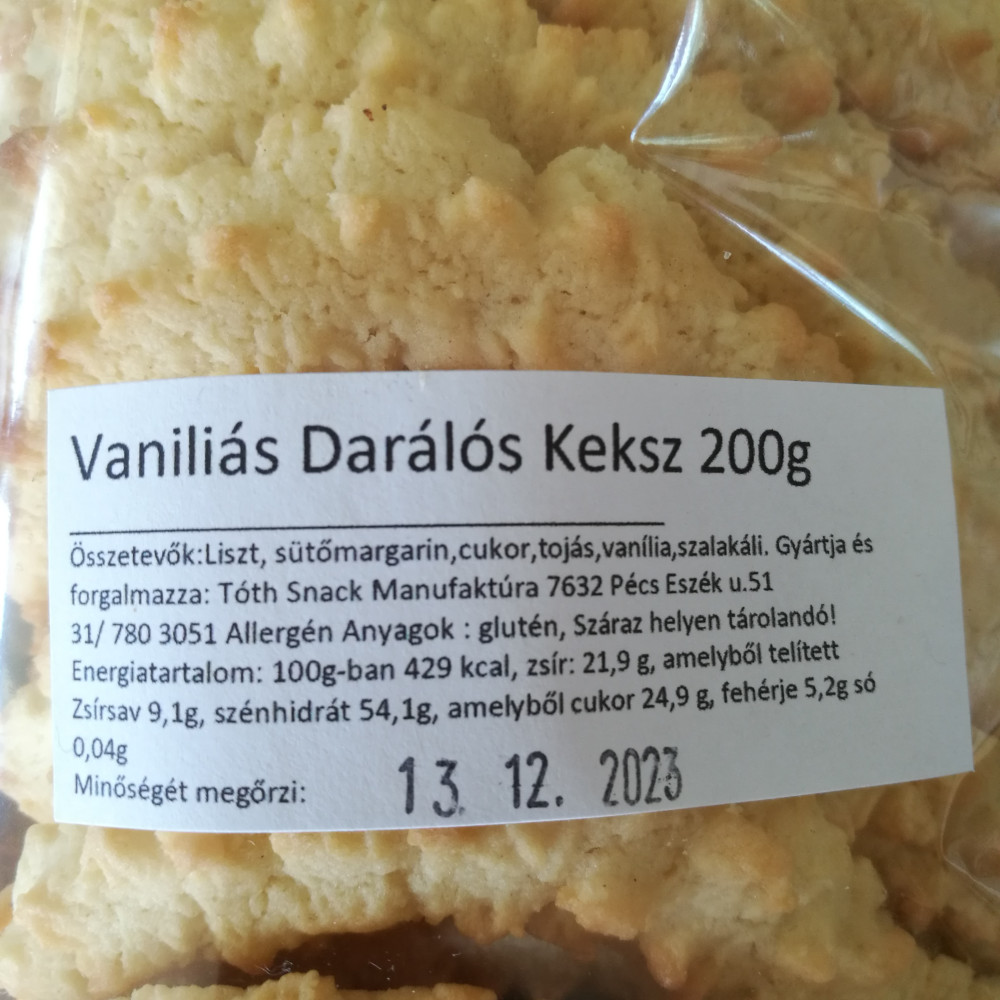 Vaniliás Darálós Keksz 200g
Összetevők:Liszt, sütőmargarin,cukor,tojás,vanília,szalakáli. Gyártja és
forgalmazza: Tóth Snack Manufaktúra 7632 Pécs Eszék u.51
31/ 780 3051 Allergén Anyagok : glutén, Száraz helyen tárolandó!
Energiatartalom: 100g-ban 429 kcal, zsír: 21,9 g, amelyből telített
Zsírsav 9,1g, szénhidrát 54,1g, amelyből cukor 24,9 g, fehérje 5,2g só
0,04g
Minőségét megőrzi: 13. 12. 2023